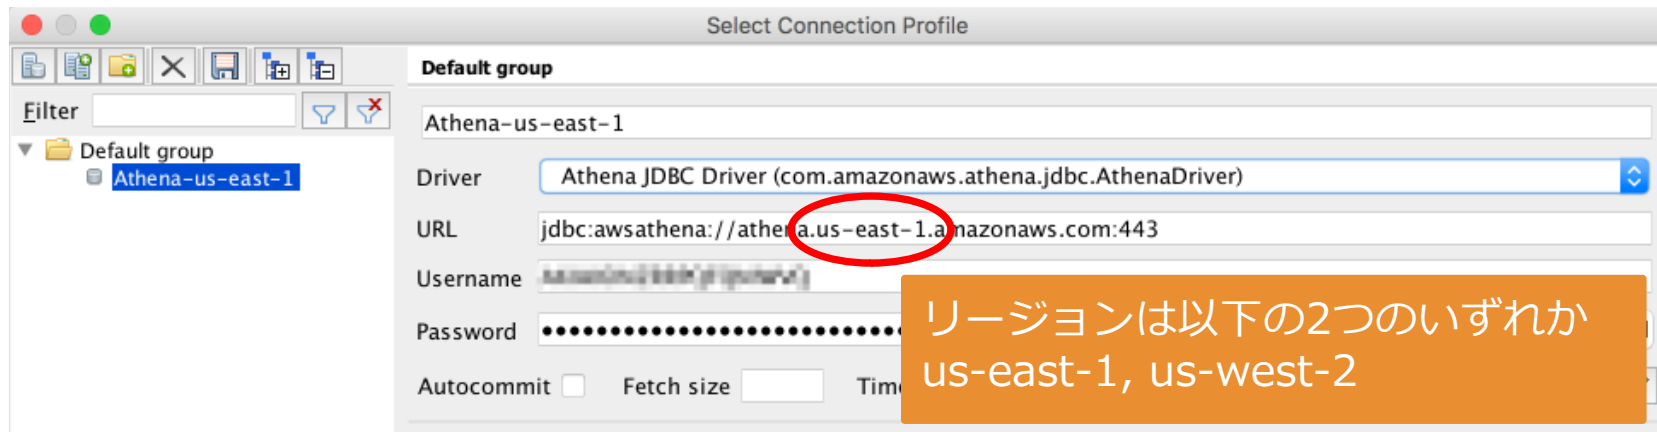 Select Connection Profile
Default group
Filter
Athena-us-east-1
Default group
Athena-us-east-1
Driver
Athena JDBC Driver (com.amazonaws.athena.jdbc.AthenaDriver)
URL
jdbc:awsathena://athena.us-east-1.amazonaws.com:443
Username
Password
リージョンは以下の2つのいずれか
us-east-1, us-west-2
Autocommit
Fetch size